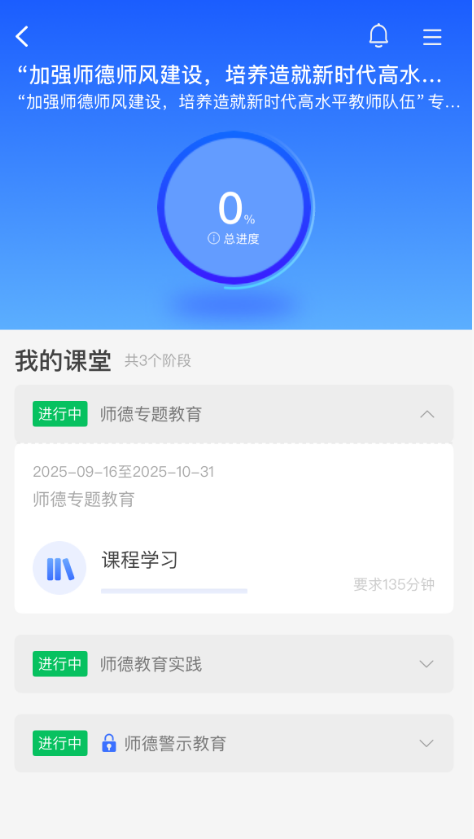 “加强师德师风建设，培养造就新时代高水...
“加强师德师风建设，培养造就新时代高水平教师队伍”专...
0%
总进度
我的课堂 共3个阶段
进行中 师德专题教育
2025-09-16至2025-10-31
师德专题教育
课程学习
要求135分钟
进行中 师德教育实践
进行中 师德警示教育